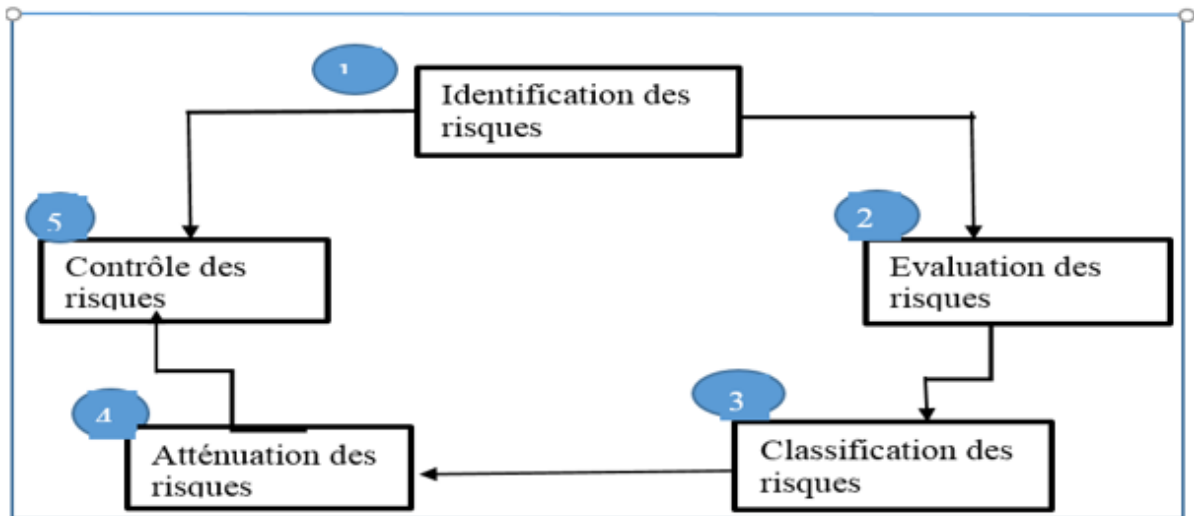 1
Identification des
risques
5
Contrôle des
risques
2
Evaluation des
risques
4
Atténuation des
risques
3
Classification des
risques